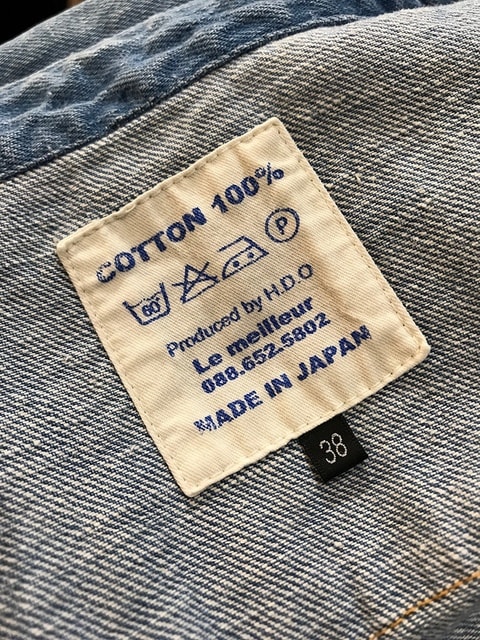 COTTON 100%
60 P
Produced by H.D.O
Le meilleur
088.652.5802
MADE IN JAPAN
38